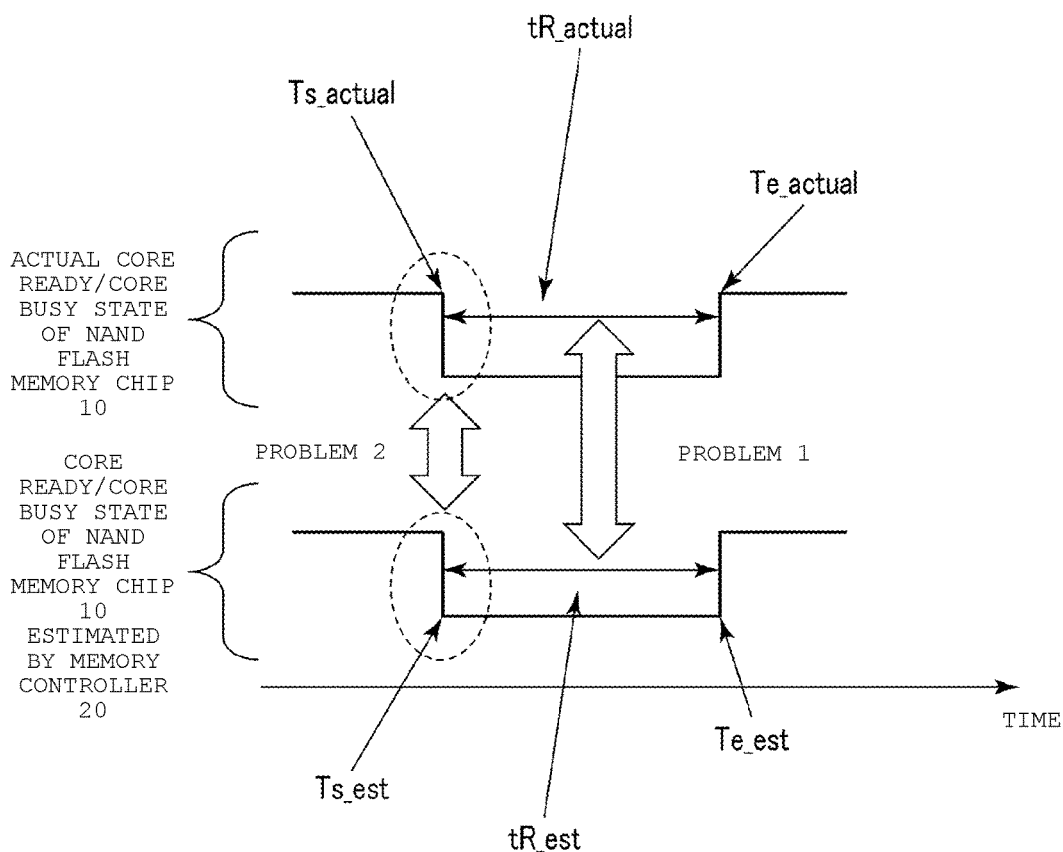 tR_actual
Ts_actual
Te_actual
ACTUAL CORE
READY/CORE
BUSY STATE
OF NAND
FLASH
MEMORY CHIP
10
PROBLEM 2
PROBLEM 1
CORE
READY/CORE
BUSY STATE
OF NAND
FLASH
MEMORY CHIP
10
ESTIMATED
BY MEMORY
CONTROLLER
20
TIME
Te_est
Ts_est
tR_est